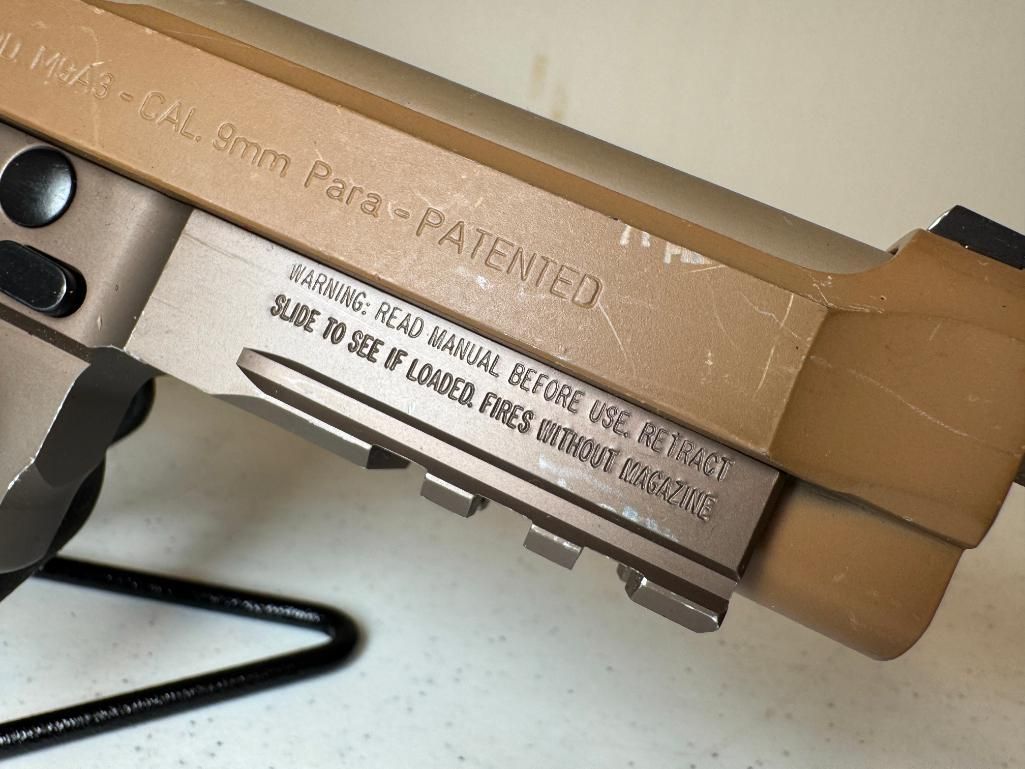 D. M9A3 - CAL. 9mm Para - PATENTED
WARNING: READ MANUAL BEFORE USE. RETRACT
SLIDE TO SEE IF LOADED. FIRES WITHOUT MAGAZINE